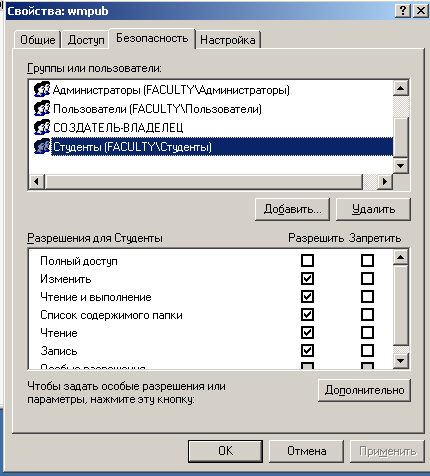 Свойства: wmpub
Общие Доступ Безопасность Настройка
Группы или пользователи:
Администраторы (FACULTY\Администраторы)
Пользователи (FACULTY\Пользователи)
СОЗДАТЕЛЬ-ВЛАДЕЛЕЦ
Студенты (FACULTY\Студенты)
Добавить... Удалить
Разрешения для Студенты Разрешить Запретить
Полный доступ
Изменить
Чтение и выполнение
Список содержимого папки
Чтение
Запись
Особые разрешения
Чтобы задать особые разрешения или
параметры, нажмите эту кнопку:
Дополнительно
OK Отмена Применить